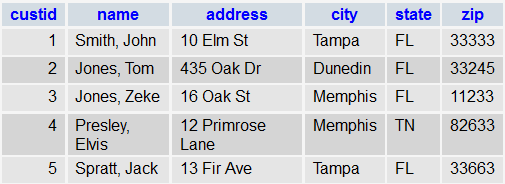 custid name address city state zip
1 Smith, John 10 Elm St Tampa FL 33333
2 Jones, Tom 435 Oak Dr Dunedin FL 33245
3 Jones, Zeke 16 Oak St Memphis FL 11233
4 Presley, Elvis 12 Primrose Lane Memphis TN 82633
5 Spratt, Jack 13 Fir Ave Tampa FL 33663